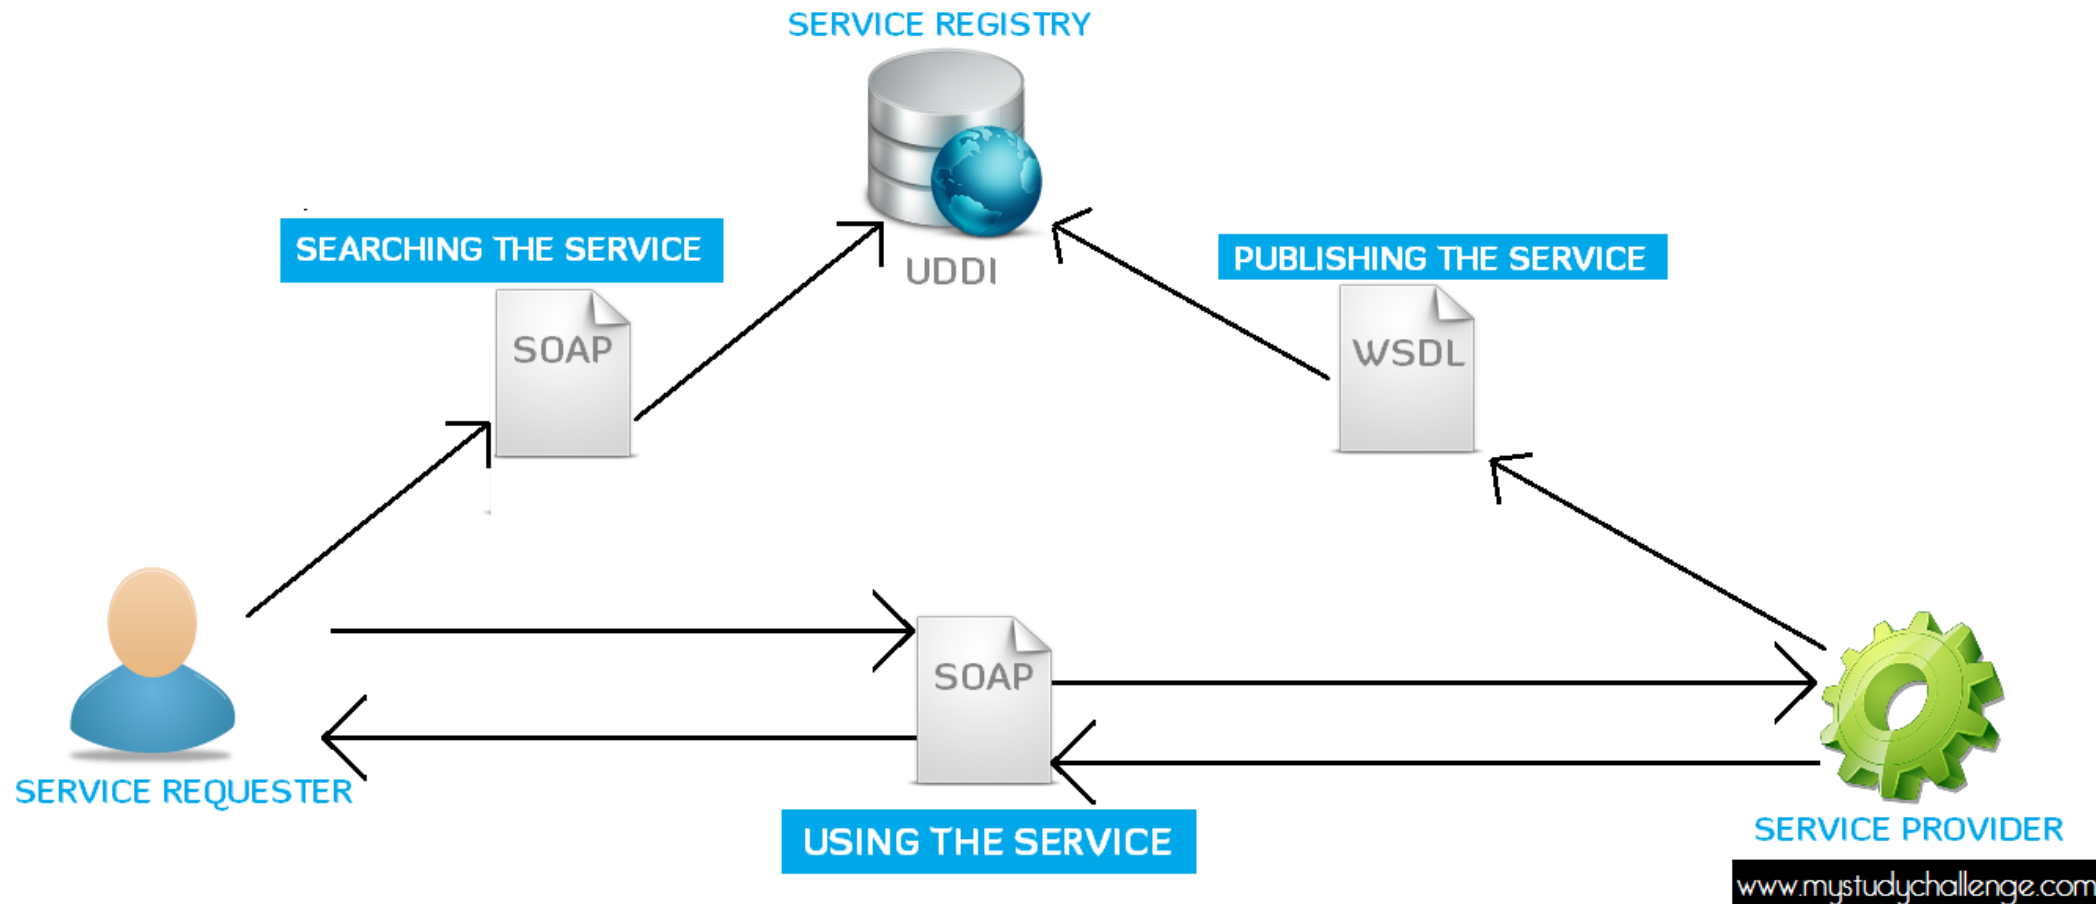 SERVICE REGISTRY
UDDI
SEARCHING THE SERVICE
SOAP
PUBLISHING THE SERVICE
WSDL
SERVICE REQUESTER
SOAP
USING THE SERVICE
SERVICE PROVIDER
www.mystudychallenge.com